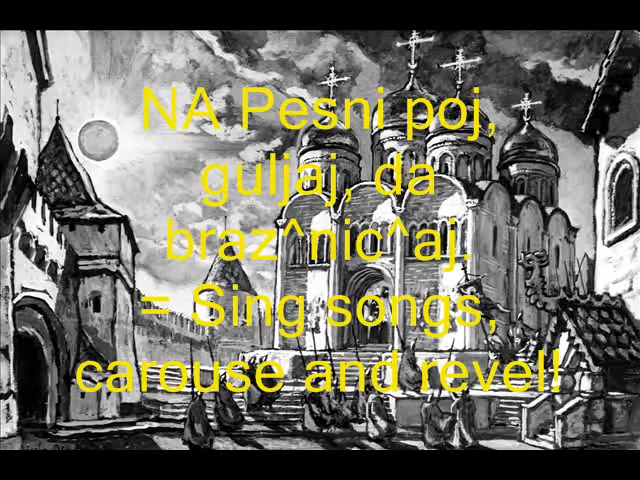 NA Pesni poj,
guljaj, da
braz^nic^aj.
= Sing songs,
carouse and revel!